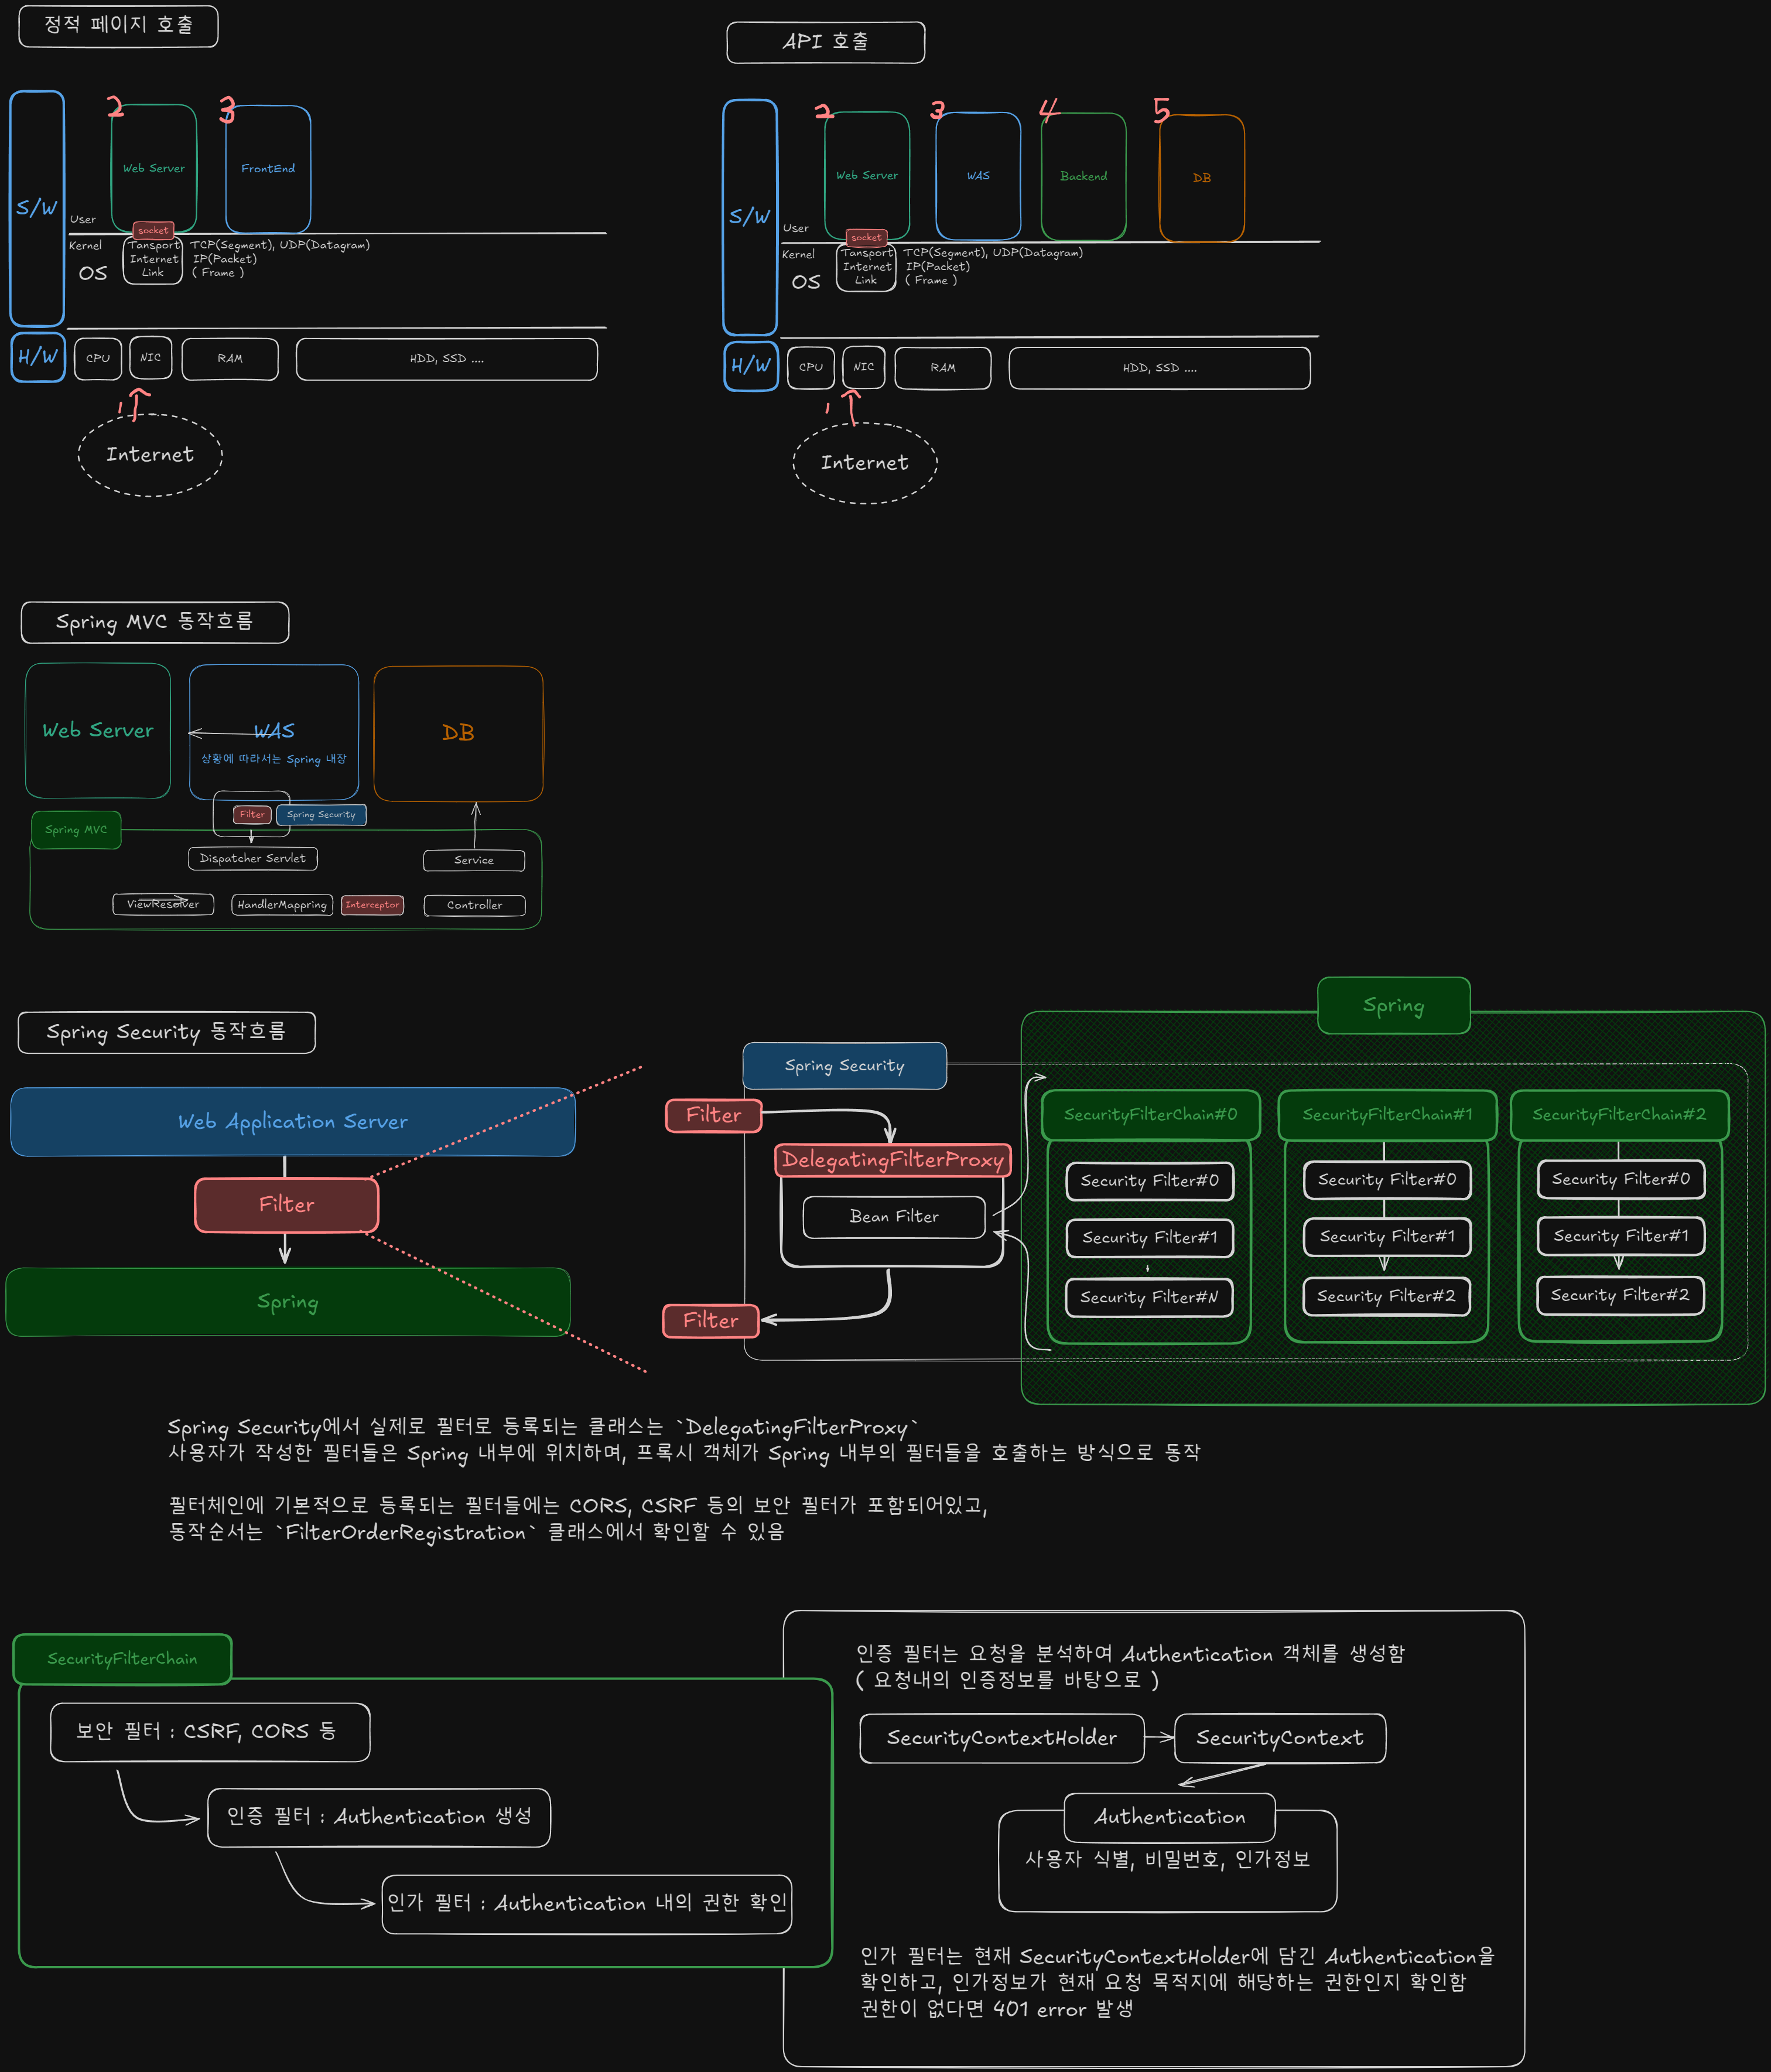 정적 페이지 호출
S/W
2
Web Server
3
FrontEnd
User
socket
Kernel
OS
Tansport
Internet
Link
TCP(Segment), UDP(Datagram)
IP(Packet)
( Frame )
H/W
CPU
NIC
RAM
HDD, SSD ....
1
Internet
API 호출
S/W
2
Web Server
3
WAS
4
Backend
5
DB
User
socket
Kernel
OS
Tansport
Internet
Link
TCP(Segment), UDP(Datagram)
IP(Packet)
( Frame )
H/W
CPU
NIC
RAM
HDD, SSD ....
1
Internet
Spring MVC 동작흐름
Web Server
WAS
상황에 따라서는 Spring 내장
DB
Filter
Spring Security
Spring MVC
Dispatcher Servlet
Service
ViewResolver
HandlerMappring
Interceptor
Controller
Spring Security 동작흐름
Web Application Server
Filter
Spring
Spring Security
Filter
DelegatingFilterProxy
Bean Filter
Filter
Spring
SecurityFilterChain#0
Security Filter#0
Security Filter#1
Security Filter#N
SecurityFilterChain#1
Security Filter#0
Security Filter#1
Security Filter#2
SecurityFilterChain#2
Security Filter#0
Security Filter#1
Security Filter#2
Spring Security에서 실제로 필터로 등록되는 클래스는 `DelegatingFilterProxy`
사용자가 작성한 필터들은 Spring 내부에 위치하며, 프록시 객체가 Spring 내부의 필터들을 호출하는 방식으로 동작
필터체인에 기본적으로 등록되는 필터들에는 CORS, CSRF 등의 보안 필터가 포함되어있고,
동작순서는 `FilterOrderRegistration` 클래스에서 확인할 수 있음
SecurityFilterChain
보안 필터 : CSRF, CORS 등
인증 필터 : Authentication 생성
인가 필터 : Authentication 내의 권한 확인
인증 필터는 요청을 분석하여 Authentication 객체를 생성함
( 요청내의 인증정보를 바탕으로 )
SecurityContextHolder
SecurityContext
Authentication
사용자 식별, 비밀번호, 인가정보
인가 필터는 현재 SecurityContextHolder에 담긴 Authentication을
확인하고, 인가정보가 현재 요청 목적지에 해당하는 권한인지 확인함
권한이 없다면 401 error 발생